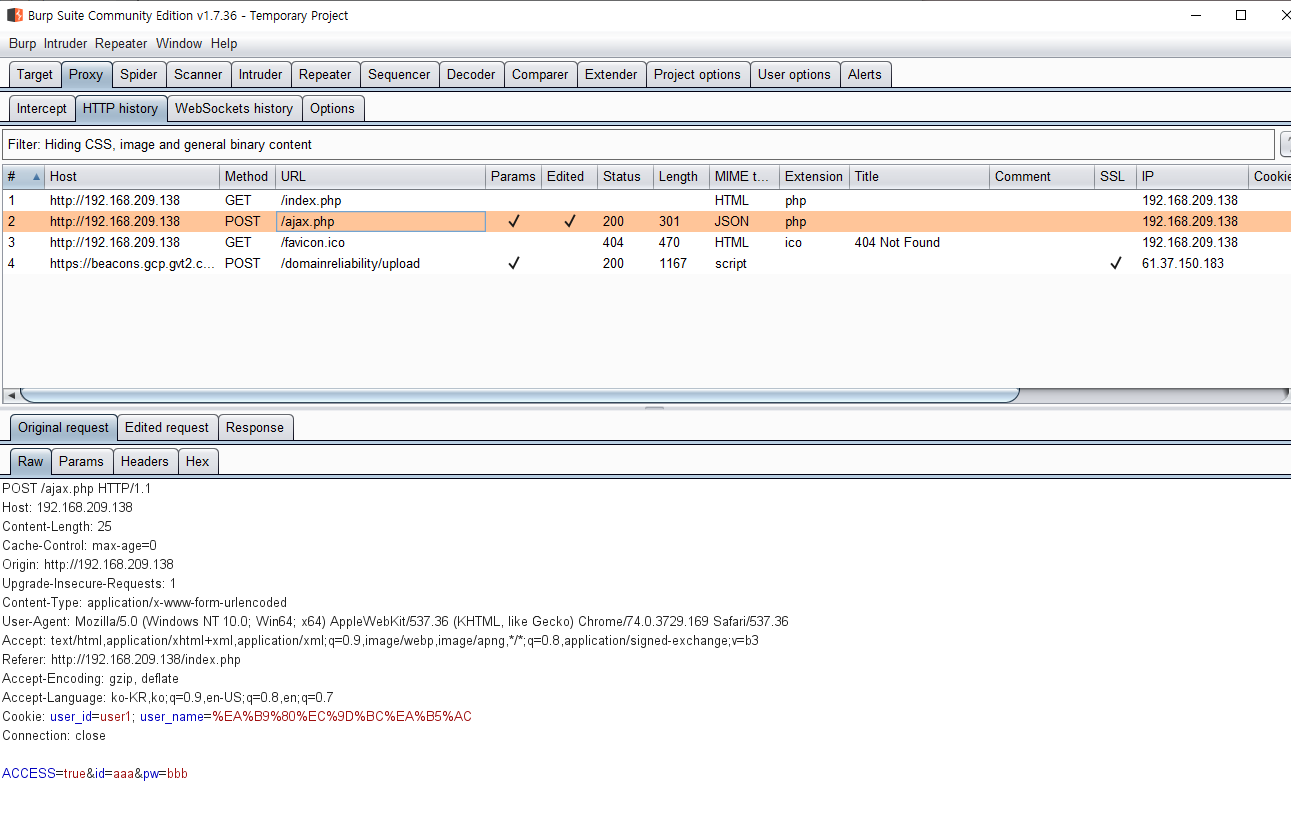 Burp Suite Community Edition v1.7.36 - Temporary Project
Burp Intruder Repeater Window Help
Target Proxy Spider Scanner Intruder Repeater Sequencer Decoder Comparer Extender Project options User options Alerts
Intercept HTTP history WebSockets history Options
Filter: Hiding CSS, image and general binary content
# Host Method URL Params Edited Status Length MIME t... Extension Title Comment SSL IP Cookie
1 http://192.168.209.138 GET /index.php HTML php 192.168.209.138
2 http://192.168.209.138 POST /ajax.php ✓ ✓ 200 301 JSON php 192.168.209.138
3 http://192.168.209.138 GET /favicon.ico 404 470 HTML ico 404 Not Found 192.168.209.138
4 https://beacons.gcp.gvt2.c... POST /domainreliability/upload ✓ 200 1167 script ✓ 61.37.150.183
Original request Edited request Response
Raw Params Headers Hex
POST /ajax.php HTTP/1.1
Host: 192.168.209.138
Content-Length: 25
Cache-Control: max-age=0
Origin: http://192.168.209.138
Upgrade-Insecure-Requests: 1
Content-Type: application/x-www-form-urlencoded
User-Agent: Mozilla/5.0 (Windows NT 10.0; Win64; x64) AppleWebKit/537.36 (KHTML, like Gecko) Chrome/74.0.3729.169 Safari/537.36
Accept: text/html,application/xhtml+xml,application/xml;q=0.9,image/webp,image/apng,*/*;q=0.8,application/signed-exchange;v=b3
Referer: http://192.168.209.138/index.php
Accept-Encoding: gzip, deflate
Accept-Language: ko-KR,ko;q=0.9,en-US;q=0.8,en;q=0.7
Cookie: user_id=user1; user_name=%EA%B9%80%EC%9D%BC%EA%B5%AC
Connection: close
ACCESS=true&id=aaa&pw=bbb